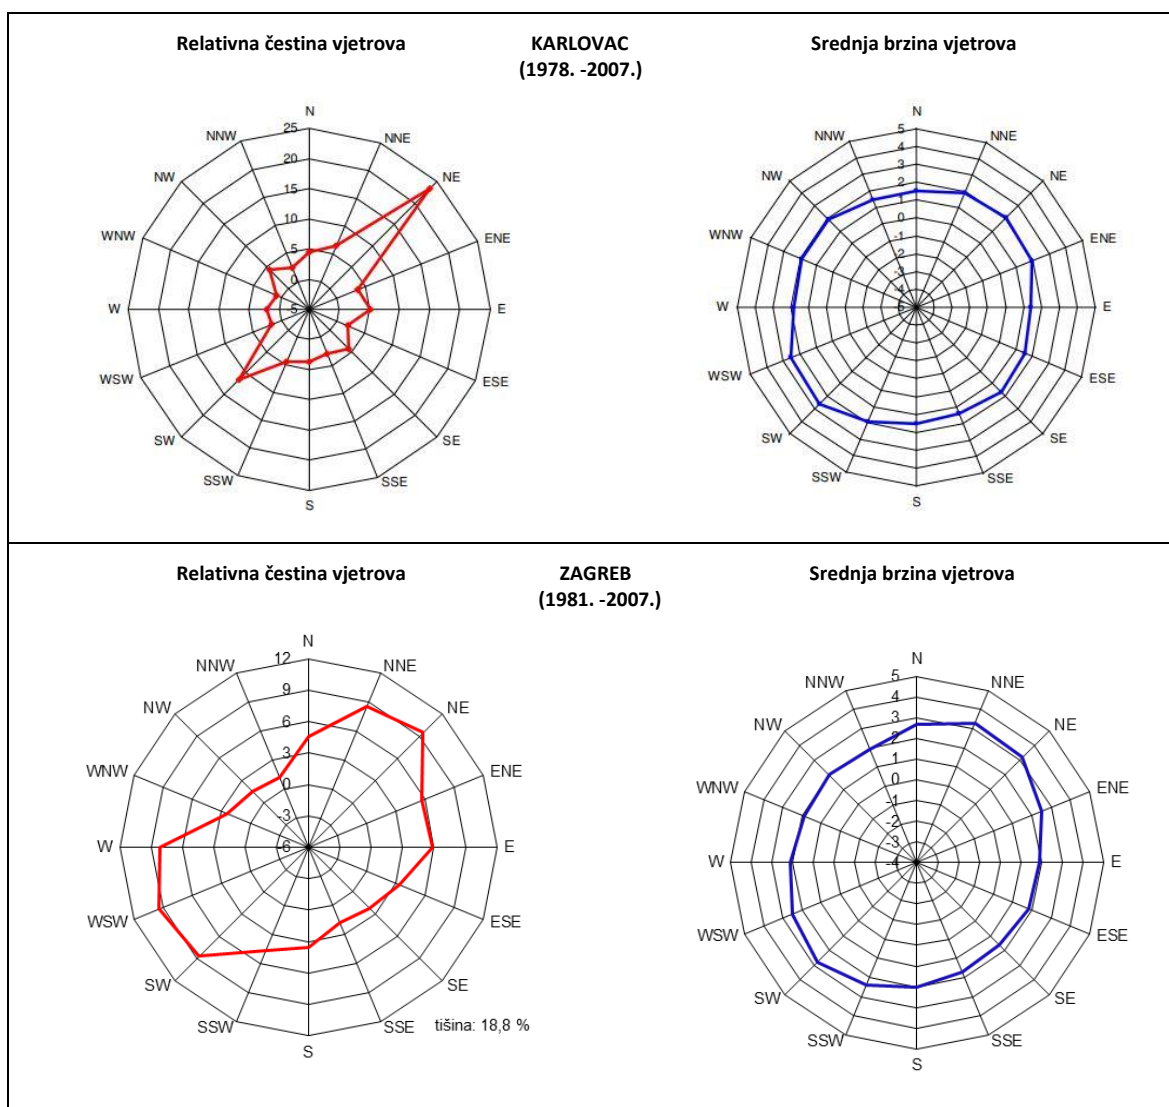 Relativna čestina vjetrova
KARLOVAC
(1978. -2007.)
Srednja brzina vjetrova
N
NNE
NE
ENE
E
ESE
SE
SSE
S
SSW
SW
WSW
W
WNW
NW
NNW
25
20
15
10
5
0
-5
N
NNE
NE
ENE
E
ESE
SE
SSE
S
SSW
SW
WSW
W
WNW
NW
NNW
5
4
3
2
1
0
-1
-2
-3
-4
-5
Relativna čestina vjetrova
ZAGREB
(1981. -2007.)
Srednja brzina vjetrova
N
NNE
NE
ENE
E
ESE
SE
SSE
S
SSW
SW
WSW
W
WNW
NW
NNW
12
9
6
3
0
-3
-6
tišina: 18,8 %
N
NNE
NE
ENE
E
ESE
SE
SSE
S
SSW
SW
WSW
W
WNW
NW
NNW
5
4
3
2
1
0
-1
-2
-3
-4